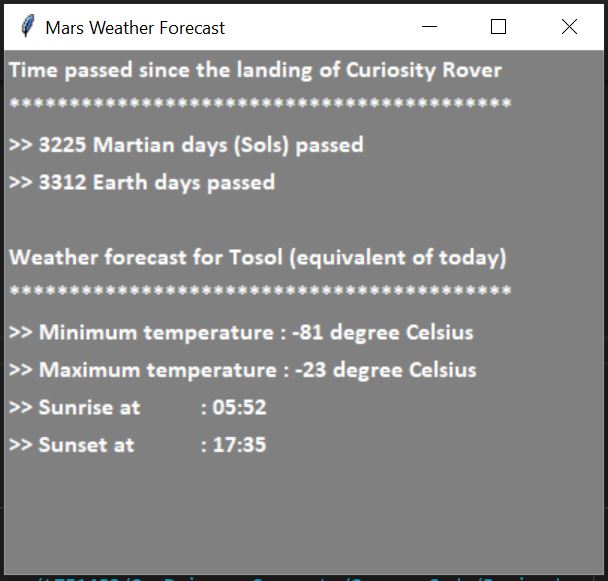 Mars Weather Forecast
Time passed since the landing of Curiosity Rover
******************************************
>> 3225 Martian days (Sols) passed
>> 3312 Earth days passed
Weather forecast for Tosol (equivalent of today)
******************************************
>> Minimum temperature : -81 degree Celsius
>> Maximum temperature : -23 degree Celsius
>> Sunrise at : 05:52
>> Sunset at : 17:35